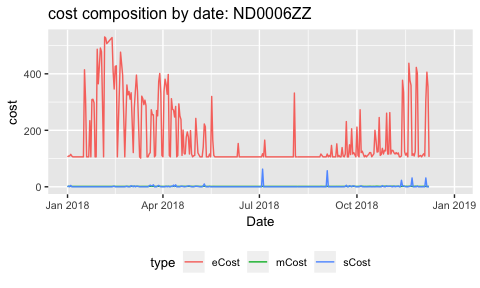 cost composition by date: ND0006ZZ
cost
400
200
0
Jan 2018 Apr 2018 Jul 2018 Oct 2018 Jan 2019
Date
type eCost mCost sCost